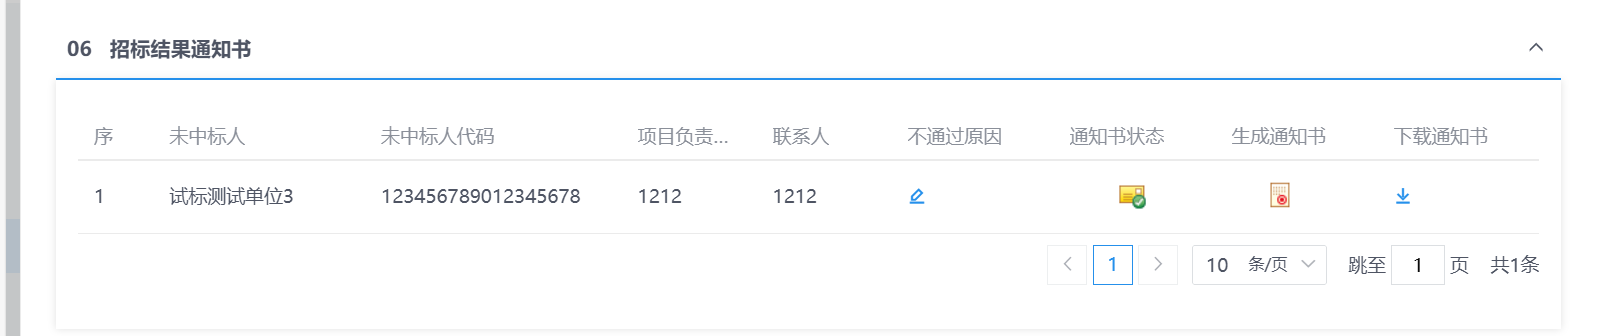 06 招标结果通知书
序 未中标人 未中标人代码 项目负责... 联系人 不通过原因 通知书状态 生成通知书 下载通知书
1 试标测试单位3 123456789012345678 1212 1212
1 10 条/页 跳至 1 页 共1条